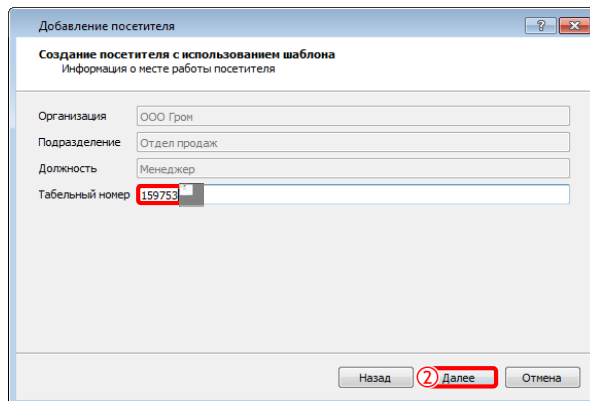 Добавление посетителя
Создание посетителя с использованием шаблона
Информация о месте работы посетителя
Организация ООО Гром
Подразделение Отдел продаж
Должность Менеджер
Табельный номер 159753
Назад 2 Далее Отмена